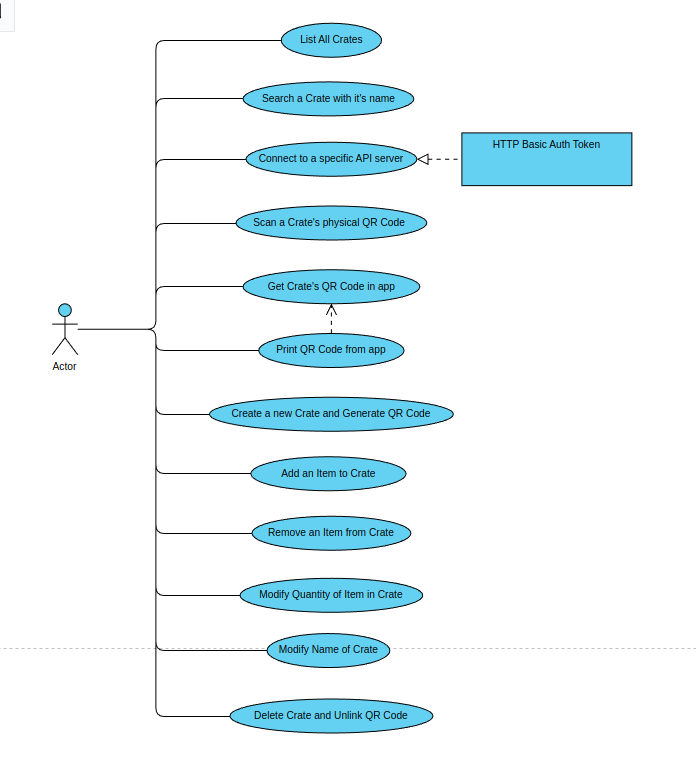 List All Crates
Search a Crate with it's name
Connect to a specific API server
HTTP Basic Auth Token
Scan a Crate's physical QR Code
Get Crate's QR Code in app
Print QR Code from app
Actor
Create a new Crate and Generate QR Code
Add an Item to Crate
Remove an Item from Crate
Modify Quantity of Item in Crate
Modify Name of Crate
Delete Crate and Unlink QR Code